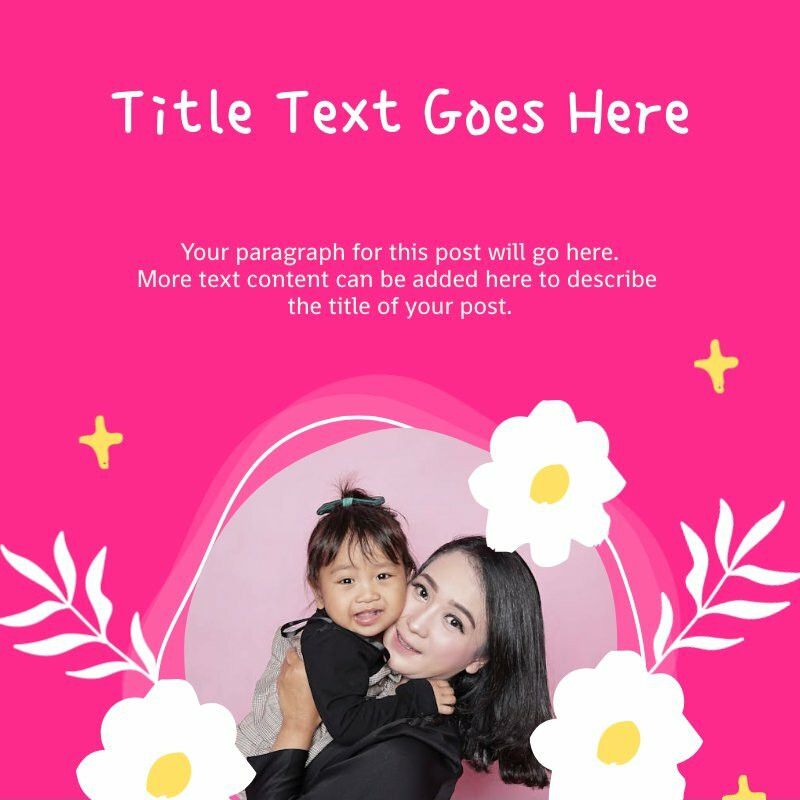 Title Text Goes Here
Your paragraph for this post will go here.
More text content can be added here to describe
the title of your post.